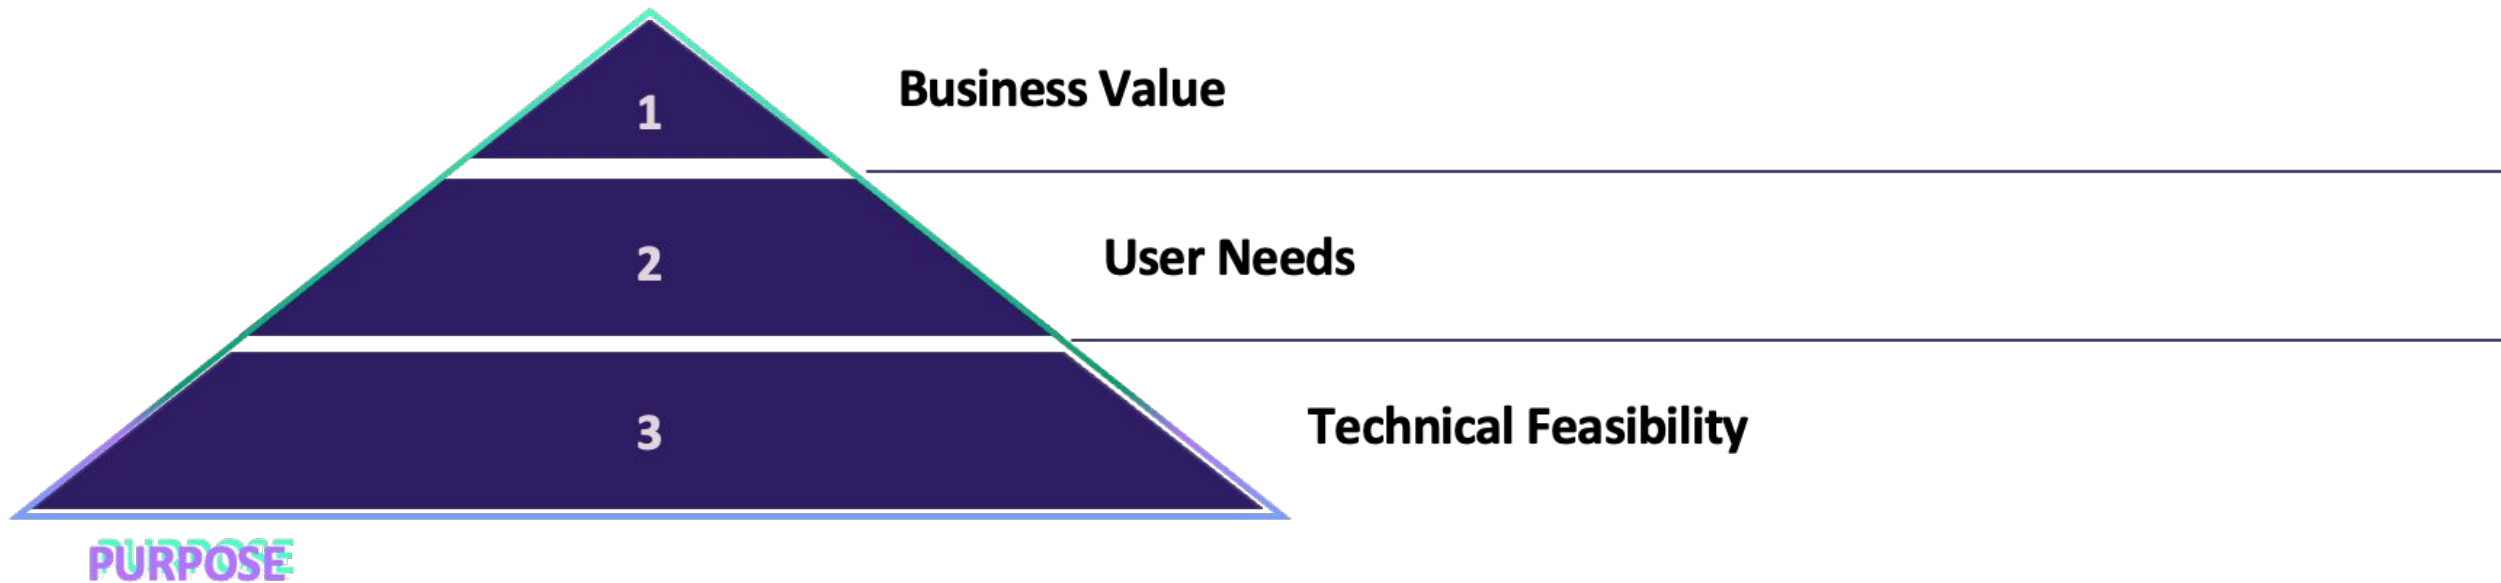 1
Business Value
2
User Needs
3
Technical Feasibility
PURPOSE